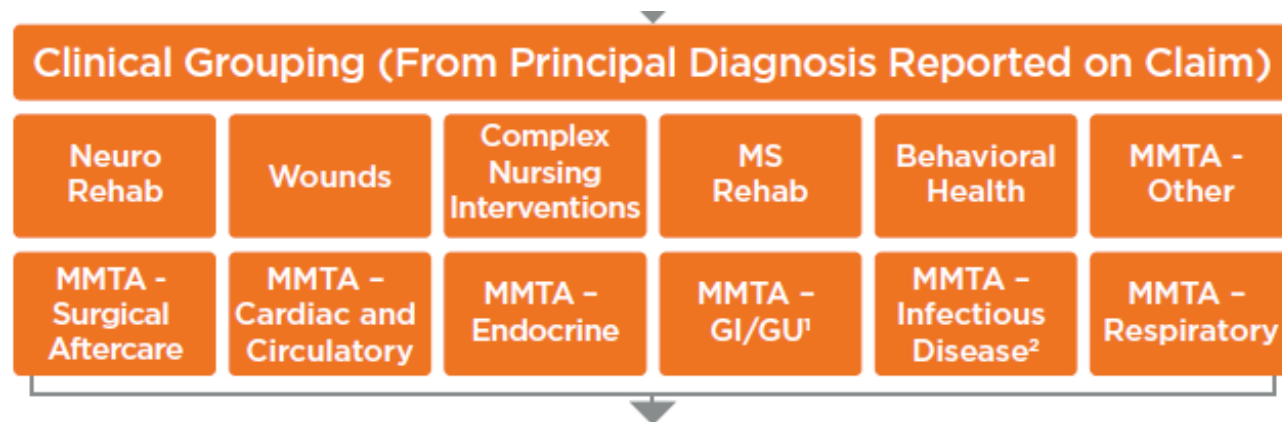 Clinical Grouping (From Principal Diagnosis Reported on Claim)
Neuro
Rehab
Wounds
Complex
Nursing
Interventions
MS
Rehab
Behavioral
Health
MMTA -
Other
MMTA -
Surgical
Aftercare
MMTA –
Cardiac and
Circulatory
MMTA –
Endocrine
MMTA –
GI/GU¹
MMTA –
Infectious
Disease²
MMTA –
Respiratory